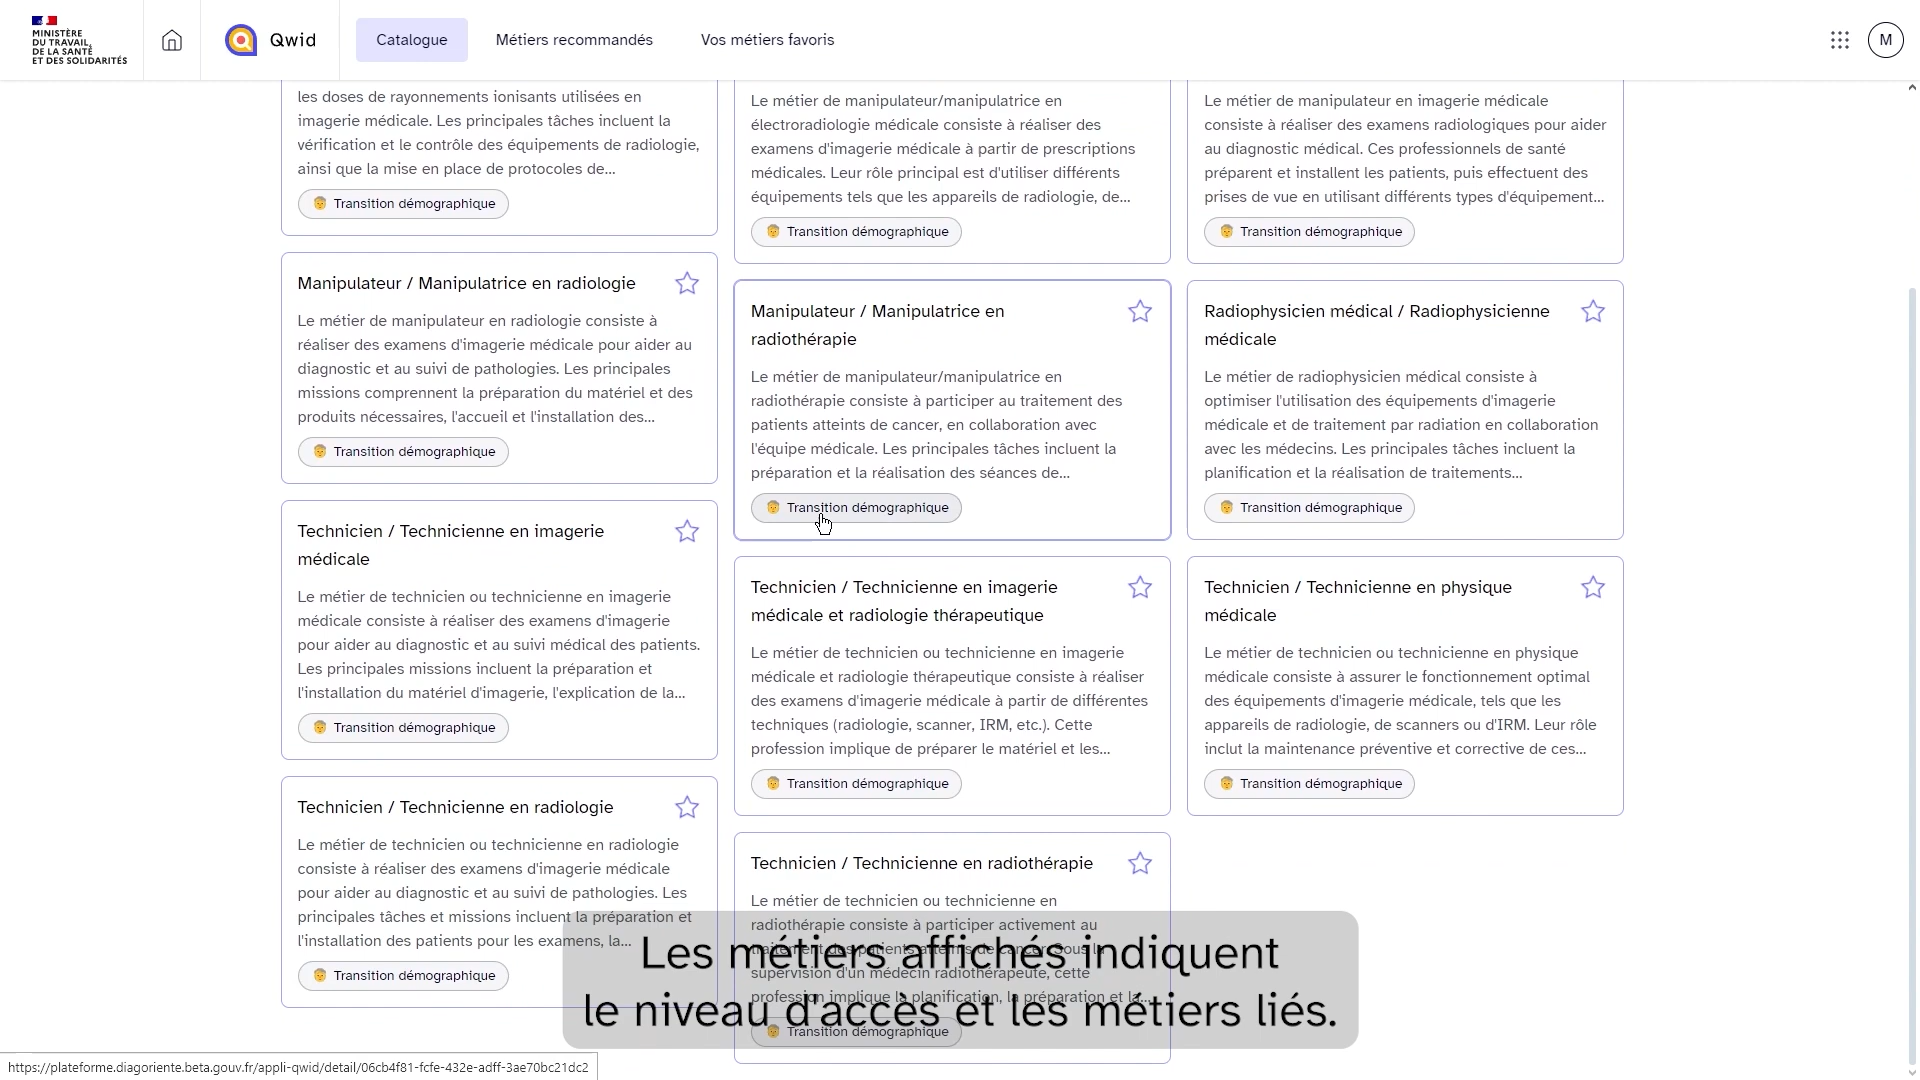 MINISTÈRE
DU TRAVAIL,
DE LA SANTÉ
ET DES SOLIDARITÉS
Qwid
Catalogue
Métiers recommandés
Vos métiers favoris
M
les doses de rayonnements ionisants utilisées en
imagerie médicale. Les principales tâches incluent la
vérification et le contrôle des équipements de radiologie,
ainsi que la mise en place de protocoles de...
Transition démographique
Le métier de manipulateur/manipulatrice en
électroradiologie médicale consiste à réaliser des
examens d'imagerie médicale à partir de prescriptions
médicales. Leur rôle principal est d'utiliser différents
équipements tels que les appareils de radiologie, de...
Transition démographique
Le métier de manipulateur en imagerie médicale
consiste à réaliser des examens radiologiques pour aider
au diagnostic médical. Ces professionnels de santé
préparent et installent les patients, puis effectuent des
prises de vue en utilisant différents types d'équipement...
Transition démographique
Manipulateur / Manipulatrice en radiologie
Le métier de manipulateur en radiologie consiste à
réaliser des examens d'imagerie médicale pour aider au
diagnostic et au suivi de pathologies. Les principales
missions comprennent la préparation du matériel et des
produits nécessaires, l'accueil et l'installation des...
Transition démographique
Manipulateur / Manipulatrice en
radiothérapie
Le métier de manipulateur/manipulatrice en
radiothérapie consiste à participer au traitement des
patients atteints de cancer, en collaboration avec
l'équipe médicale. Les principales tâches incluent la
préparation et la réalisation des séances de...
Transition démographique
Radiophysicien médical / Radiophysicienne
médicale
Le métier de radiophysicien médical consiste à
optimiser l'utilisation des équipements d'imagerie
médicale et de traitement par radiation en collaboration
avec les médecins. Les principales tâches incluent la
planification et la réalisation de traitements...
Transition démographique
Technicien / Technicienne en imagerie
médicale
Le métier de technicien ou technicienne en imagerie
médicale consiste à réaliser des examens d'imagerie
pour aider au diagnostic et au suivi médical des patients.
Les principales missions incluent la préparation et
l'installation du matériel d'imagerie, l'explication de la...
Transition démographique
Technicien / Technicienne en imagerie
médicale et radiologie thérapeutique
Le métier de technicien ou technicienne en imagerie
médicale et radiologie thérapeutique consiste à réaliser
des examens d'imagerie médicale à partir de différentes
techniques (radiologie, scanner, IRM, etc.). Cette
profession implique de préparer le matériel et les...
Transition démographique
Technicien / Technicienne en physique
médicale
Le métier de technicien ou technicienne en physique
médicale consiste à assurer le fonctionnement optimal
des équipements d'imagerie médicale, tels que les
appareils de radiologie, de scanners ou d'IRM. Leur rôle
inclut la maintenance préventive et corrective de ces...
Transition démographique
Technicien / Technicienne en radiologie
Le métier de technicien ou technicienne en radiologie
consiste à réaliser des examens d'imagerie médicale
pour aider au diagnostic et au suivi de pathologies. Les
principales tâches et missions incluent la préparation et
l'installation des patients pour les examens, la...
Transition démographique
Technicien / Technicienne en radiothérapie
Le métier de technicien ou technicienne en
radiothérapie consiste à participer activement au
traitement des patients atteints de cancer. Sous la
supervision d'un médecin radiothérapeute, cette
profession implique la planification, la préparation et la...
Transition démographique
Les métiers affichés indiquent
le niveau d'accès et les métiers liés.
https://plateforme.diagoriente.beta.gouv.fr/appli-qwid/detail/06cb4f81-fcfe-432e-adff-3ae70bc21dc2